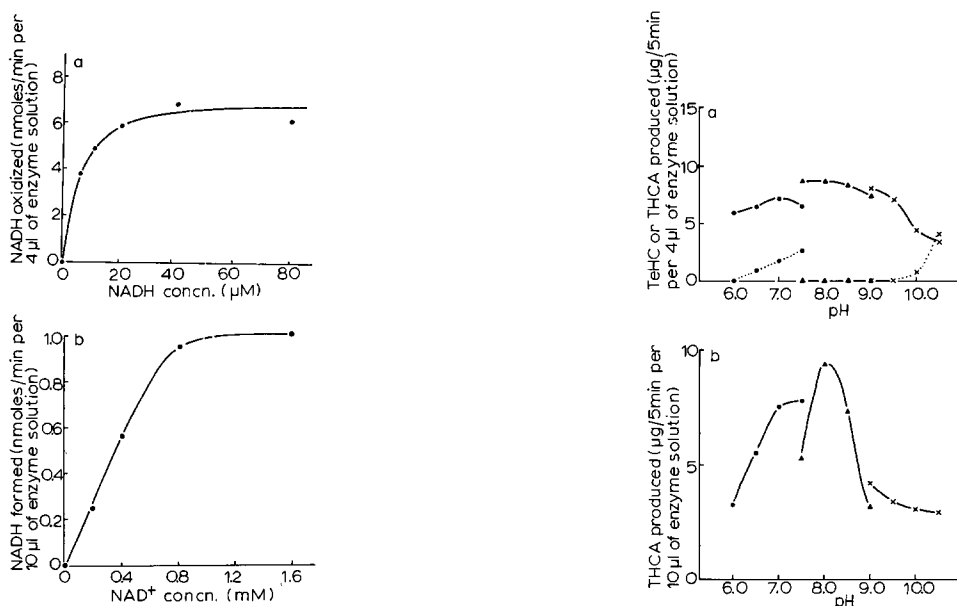 a
NADH oxidized (nmoles/min per
4 µl of enzyme solution)
8
6
4
2
0
0
20
40
60
80
NADH concn. (µM)
b
NADH formed (nmoles/min per
10 µl of enzyme solution)
1.0
0.8
0.6
0.4
0.2
0
0
0.4
0.8
1.2
1.6
NAD+ concn. (mM)
a
TeHC or THCA produced (µg/5min
per 4 µl of enzyme solution)
15
10
5
0
6.0
7.0
8.0
9.0
10.0
pH
b
THCA produced (µg/5min per
10 µl of enzyme solution)
10
5
0
6.0
7.0
8.0
9.0
10.0
pH